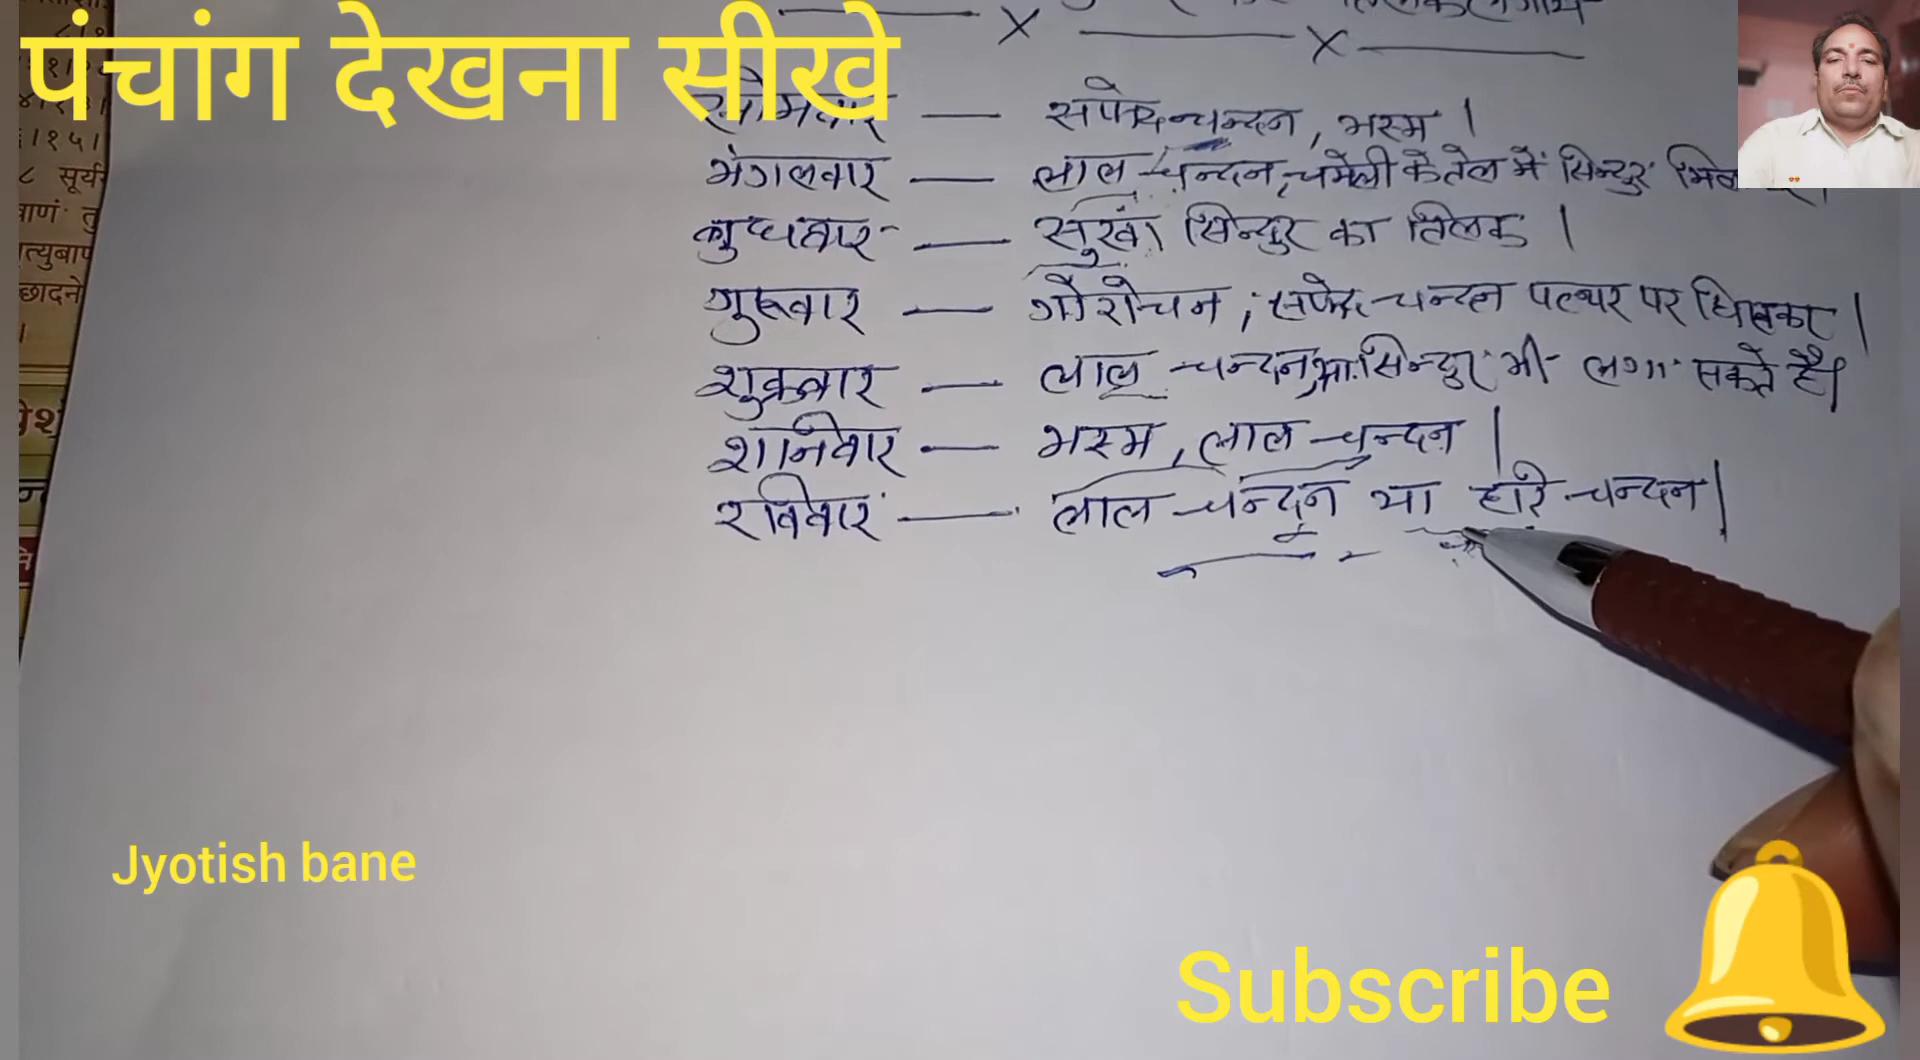 पंचांग देखना सीखे
सोमवार — सफेद चन्दन, भस्म ।
मंगलवार — लाल चन्दन, चमेली के तेल में सिन्दुर
बुधवार — सुखा सिन्दुर का तिलक ।
गुरूवार — गौरोचन, सफेद चन्दन पत्थर पर घिसकर ।
शुक्रवार — लाल चन्दन, सिन्दुर भी लगा सकते है।
शनिवार — भस्म, लाल चन्दन ।
रविवार — लाल चन्दन या हरि चन्दन ।
१५।
८ सूर्य
Jyotish bane
Subscribe